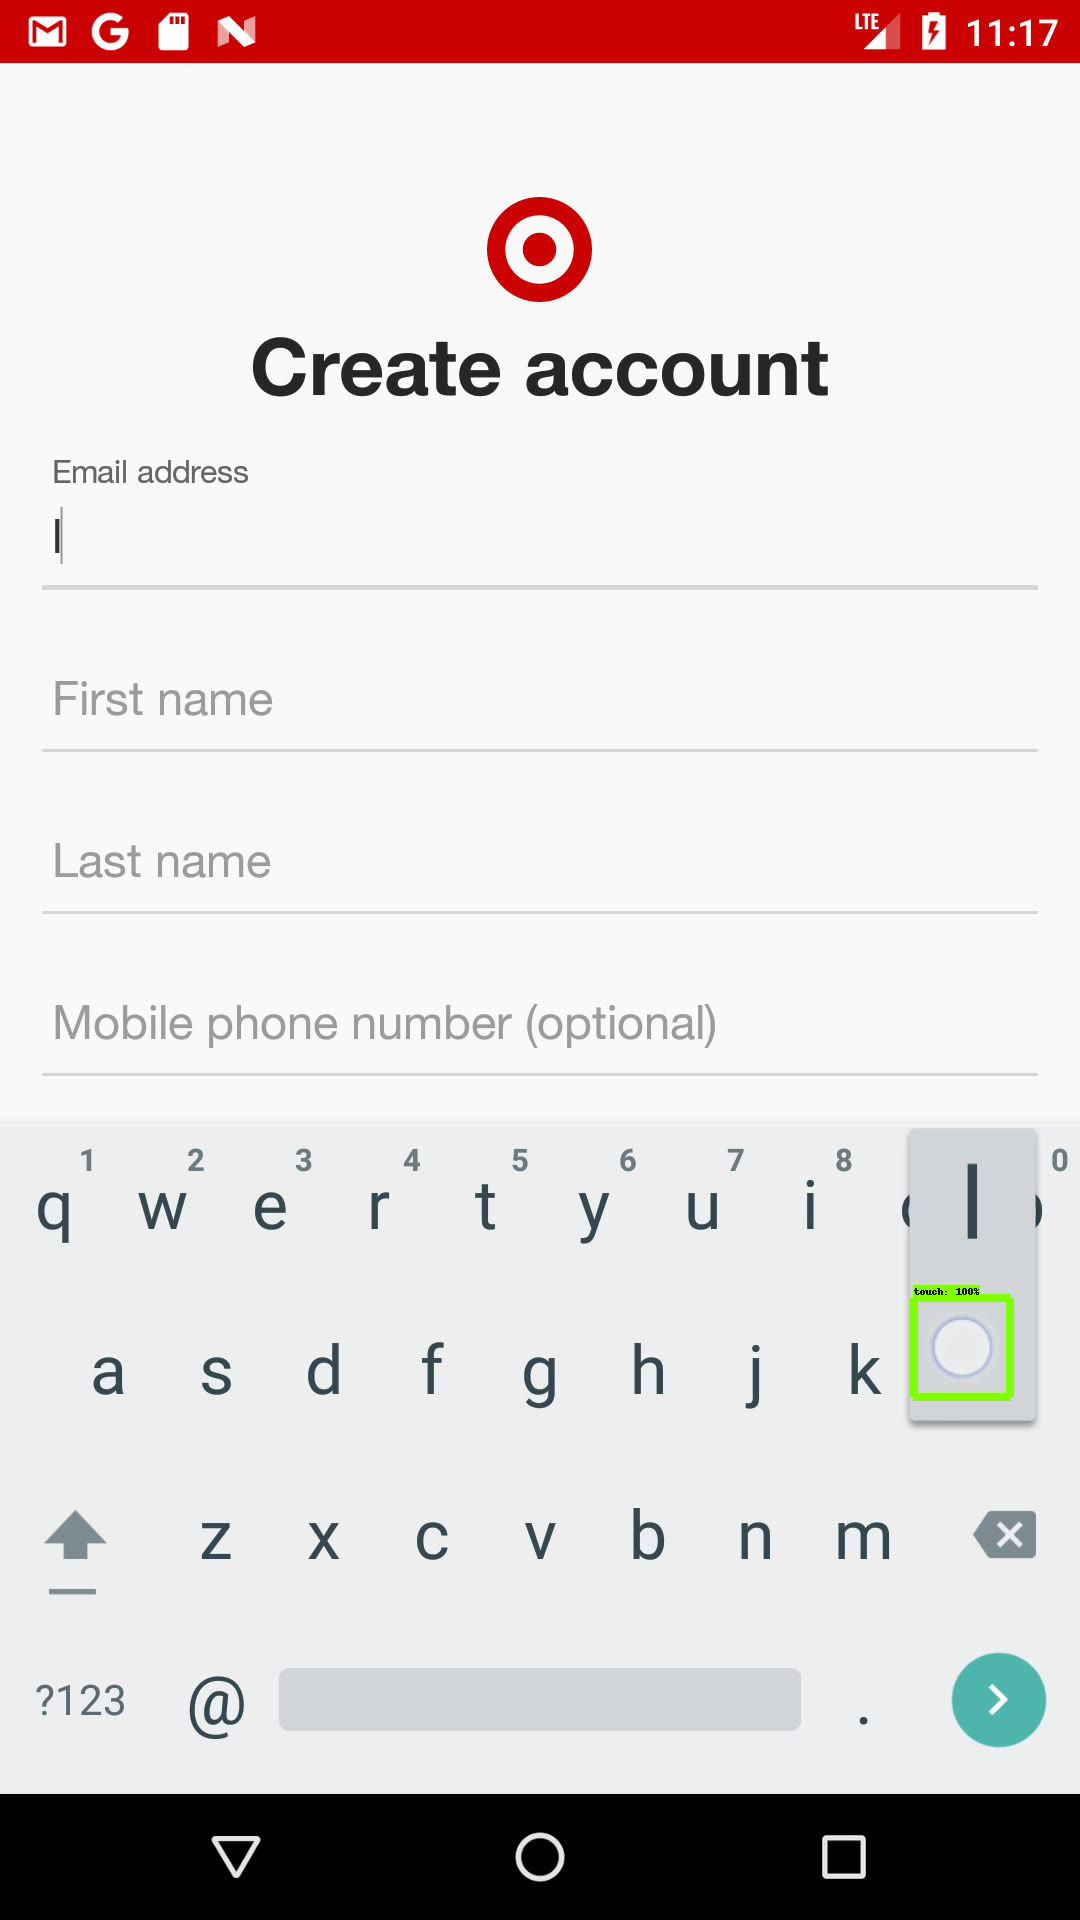 LTE 11:17
Create account
Email address
l
First name
Last name
Mobile phone number (optional)
1 2 3 4 5 6 7 8 0
q w e r t y u i l
touch: 100%
a s d f g h j k
z x c v b n m
?123 @ .